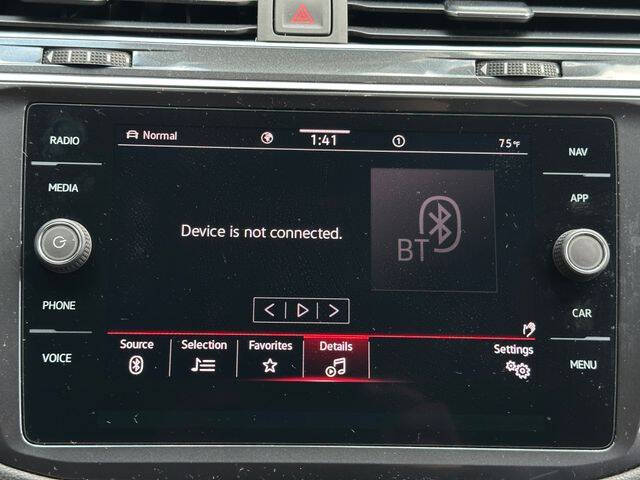 RADIO
MEDIA
PHONE
VOICE
Normal
1:41
1
75°F
Device is not connected.
BT
Source
Selection
Favorites
Details
Settings
NAV
APP
CAR
MENU